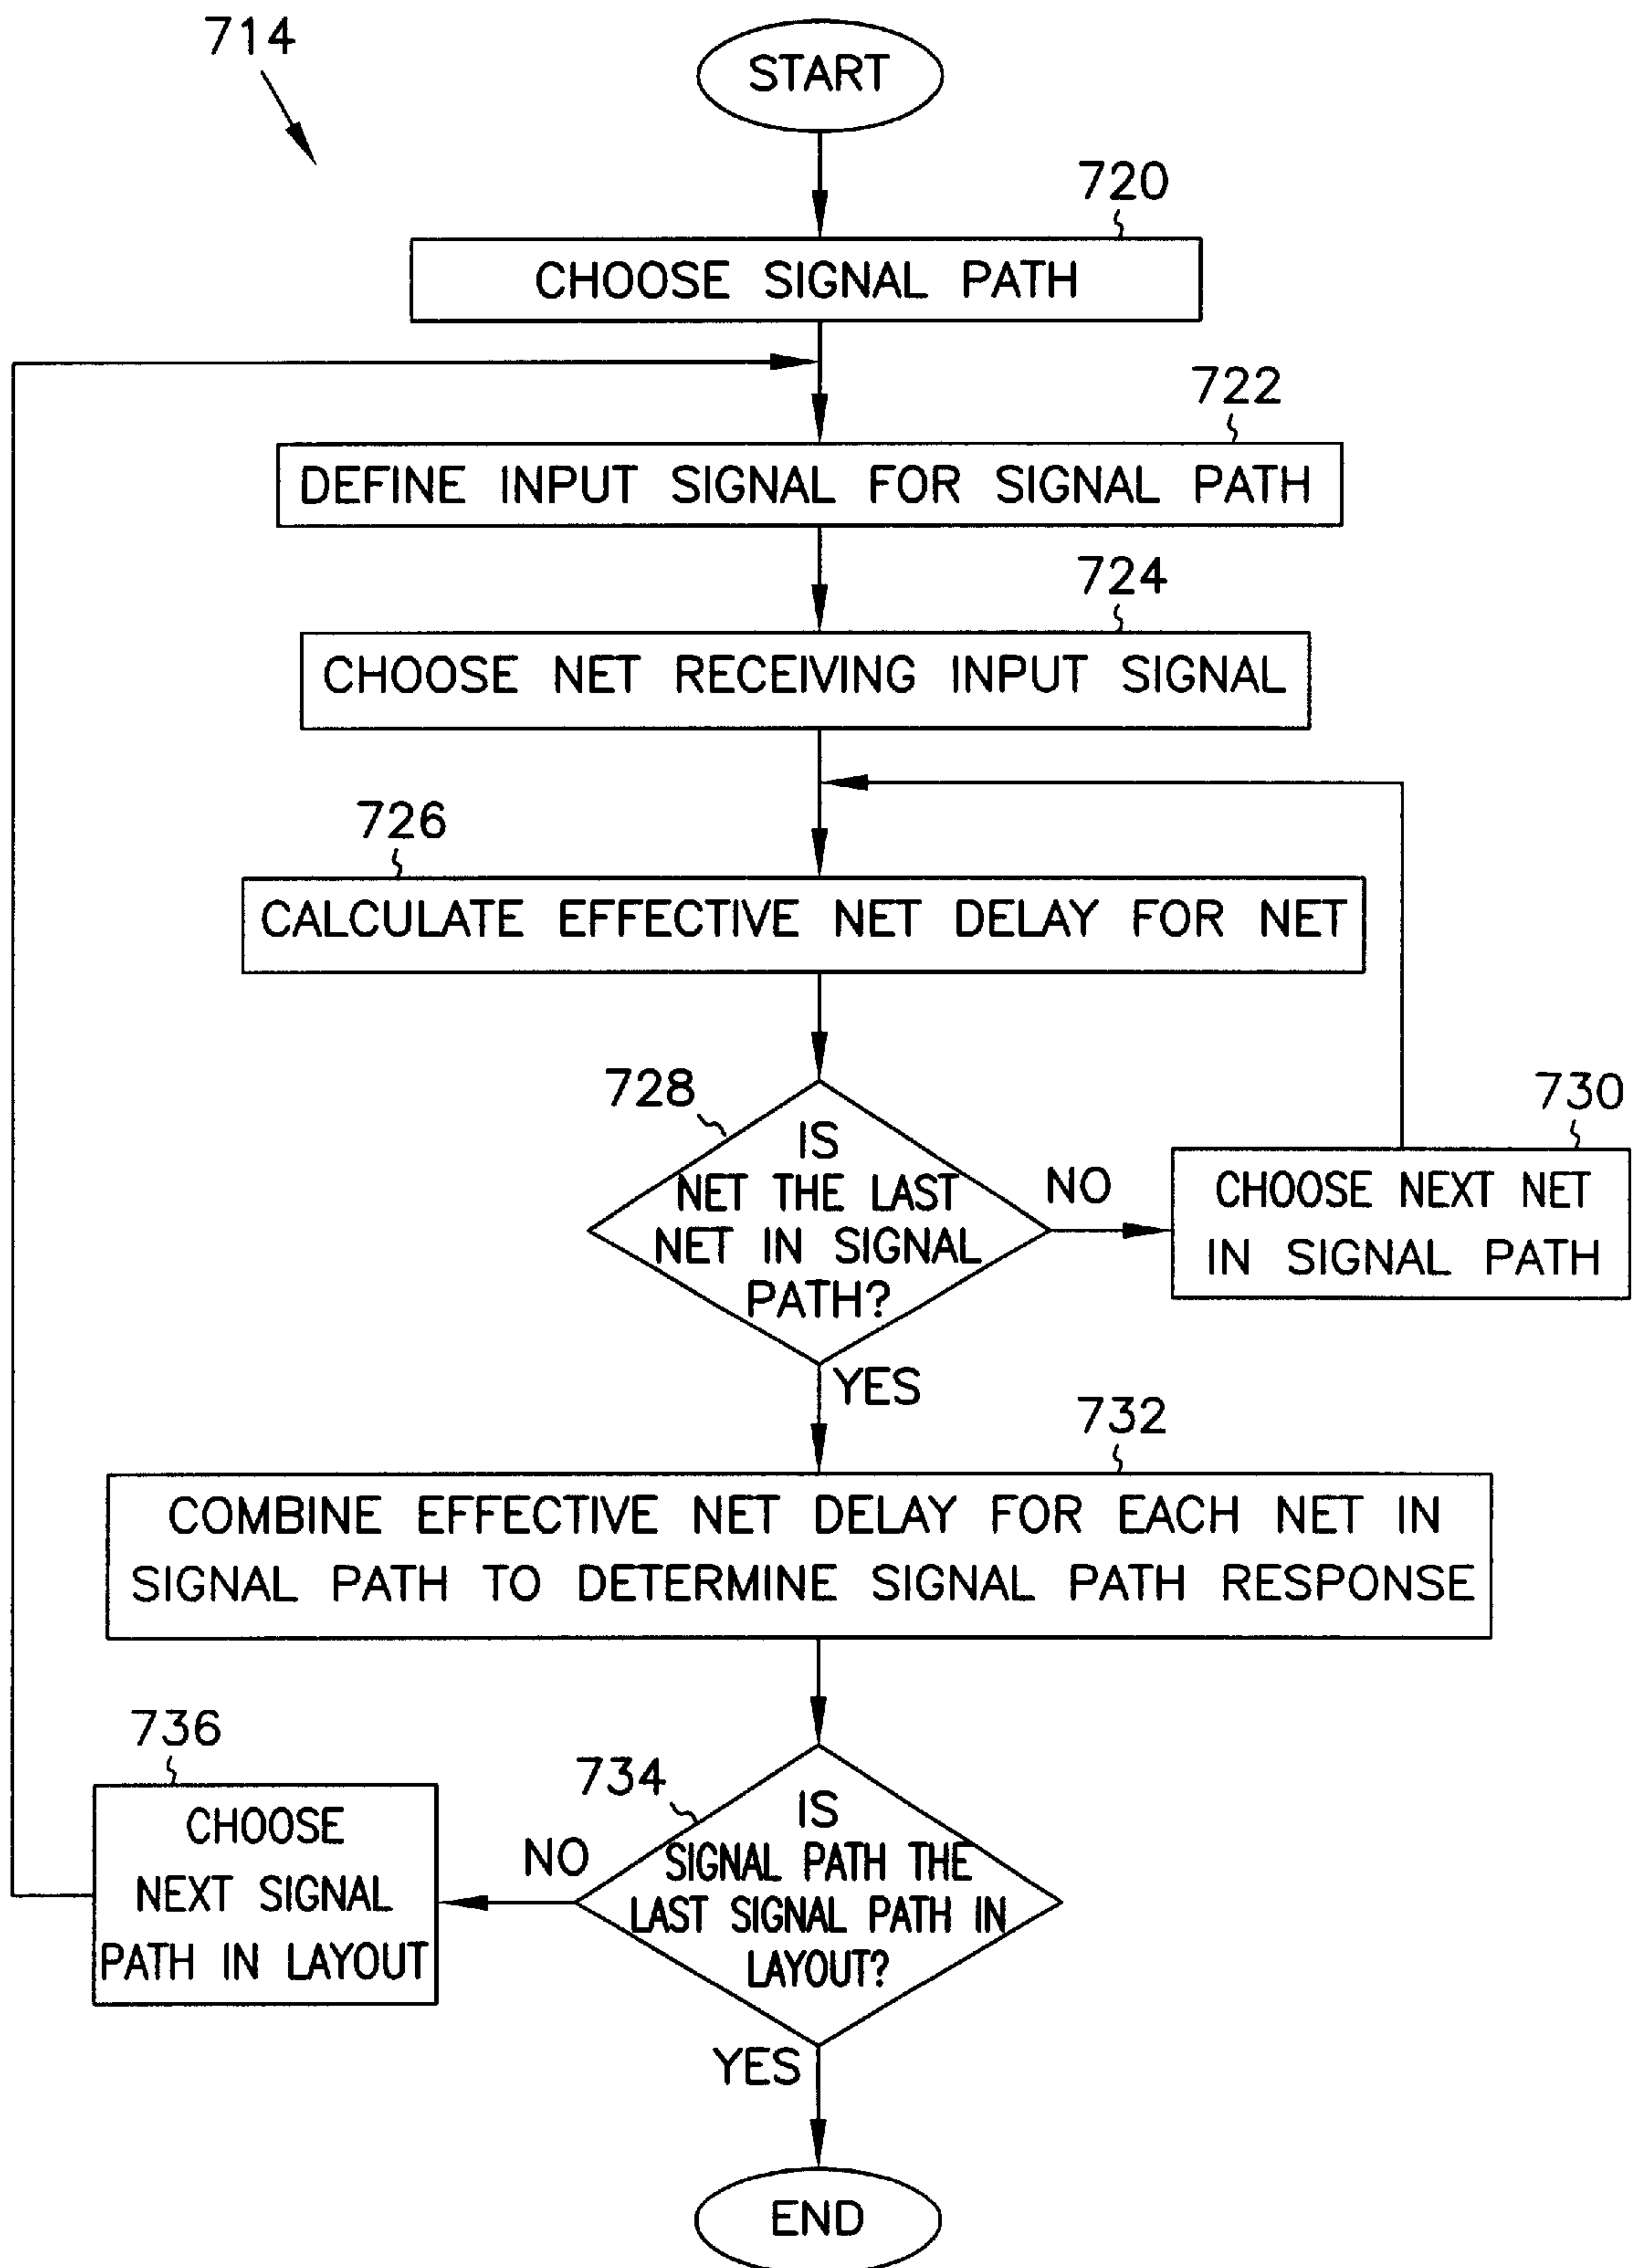 714
START
720
CHOOSE SIGNAL PATH
722
DEFINE INPUT SIGNAL FOR SIGNAL PATH
724
CHOOSE NET RECEIVING INPUT SIGNAL
726
CALCULATE EFFECTIVE NET DELAY FOR NET
728
IS
NET THE LAST
NET IN SIGNAL
PATH?
NO
730
CHOOSE NEXT NET
IN SIGNAL PATH
YES
732
COMBINE EFFECTIVE NET DELAY FOR EACH NET IN
SIGNAL PATH TO DETERMINE SIGNAL PATH RESPONSE
734
IS
SIGNAL PATH THE
LAST SIGNAL PATH IN
LAYOUT?
NO
736
CHOOSE
NEXT SIGNAL
PATH IN LAYOUT
YES
END